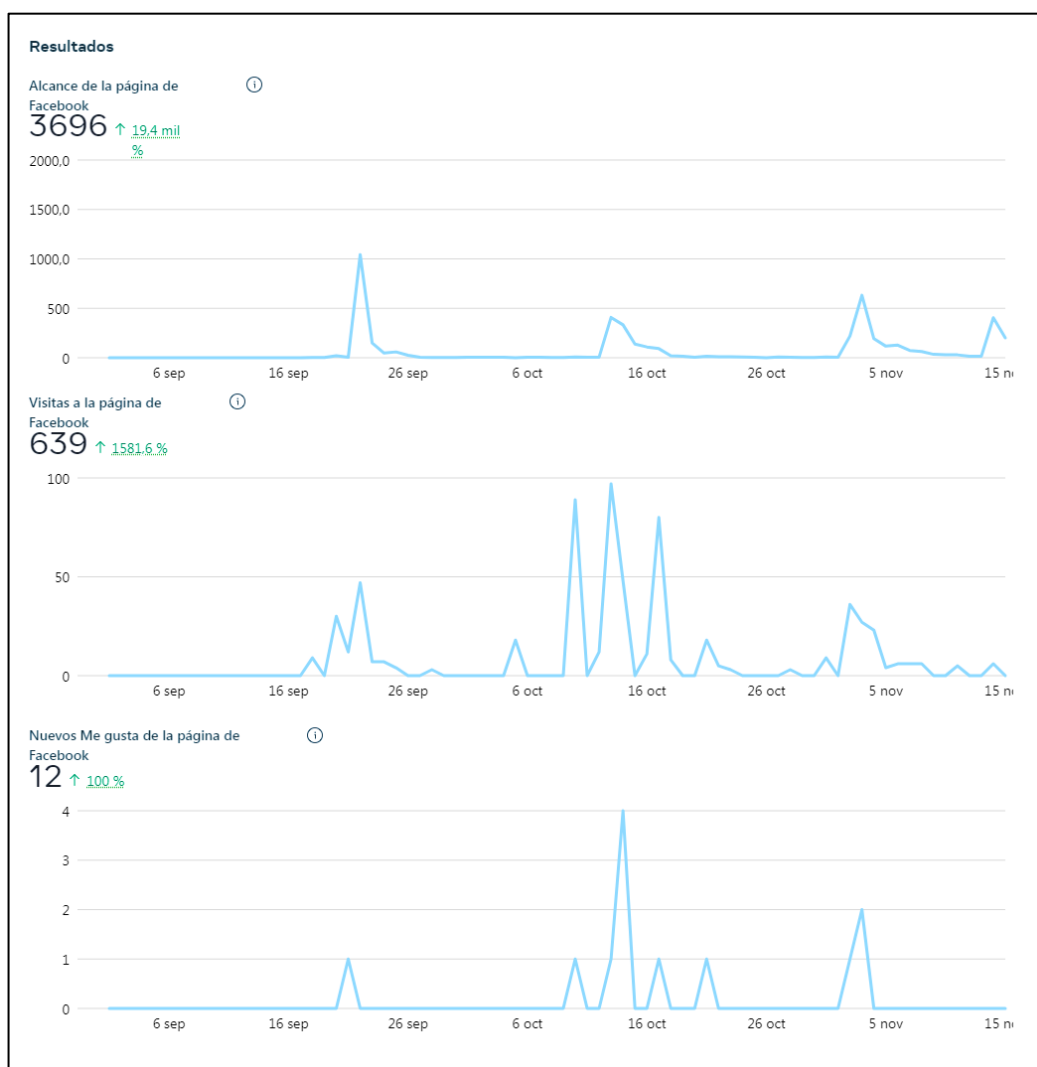 Resultados
Alcance de la página de
Facebook
3696 ↑ 19,4 mil
%
2000,0
1500,0
1000,0
500
0
6 sep 16 sep 26 sep 6 oct 16 oct 26 oct 5 nov 15 n
Visitas a la página de
Facebook
639 ↑ 1581,6 %
100
50
0
6 sep 16 sep 26 sep 6 oct 16 oct 26 oct 5 nov 15 n
Nuevos Me gusta de la página de
Facebook
12 ↑ 100 %
4
3
2
1
0
6 sep 16 sep 26 sep 6 oct 16 oct 26 oct 5 nov 15 n